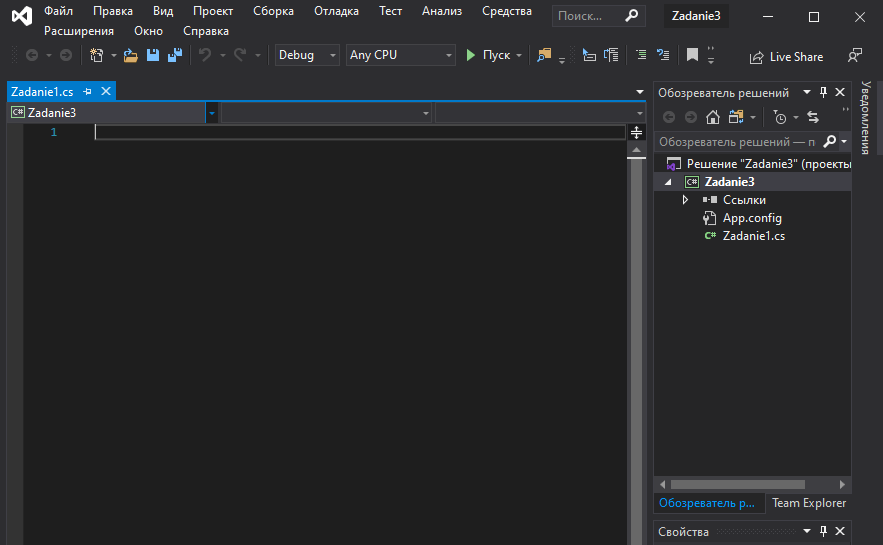 Файл Правка Вид Проект Сборка Отладка Тест Анализ Средства Поиск... Zadanie3
Расширения Окно Справка
Debug Any CPU Пуск Live Share
Zadanie1.cs
Zadanie3
1
Обозреватель решений
Обозреватель решений — п
Решение "Zadanie3" (проекты
C# Zadanie3
Ссылки
App.config
C# Zadanie1.cs
Обозреватель р... Team Explorer
Свойства
Уведомления